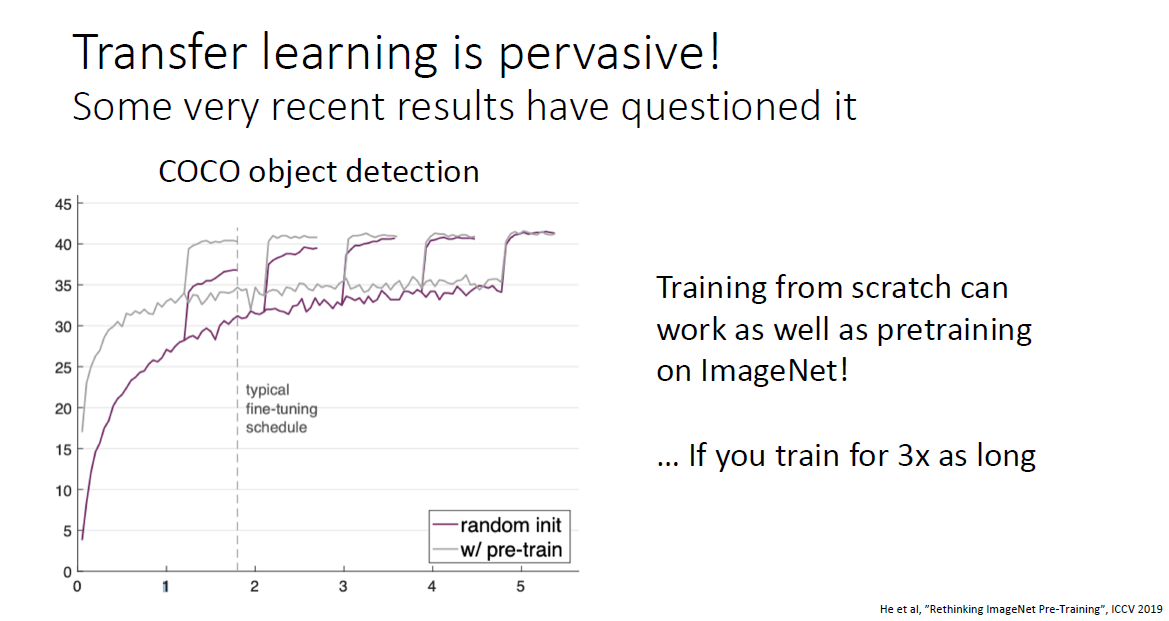 Transfer learning is pervasive!
Some very recent results have questioned it
COCO object detection
45
40
35
30
25
20
15
10
5
0
0 1 2 3 4 5
typical
fine-tuning
schedule
random init
w/ pre-train
Training from scratch can
work as well as pretraining
on ImageNet!
... If you train for 3x as long
He et al, "Rethinking ImageNet Pre-Training", ICCV 2019